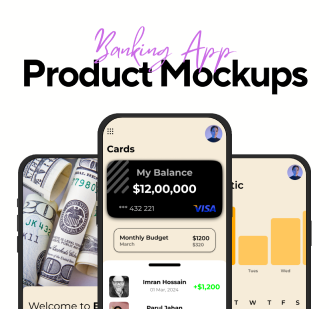 Banking App
Product Mockups
Cards
My Balance
$12,00,000
*** 432 221
VISA
Monthly Budget
$1200
March
$320
Imran Hossain
01 Mar, 2024
+$1,200
Parul Jahan
Welcome to
tic
Tues
Wed
T W T F S